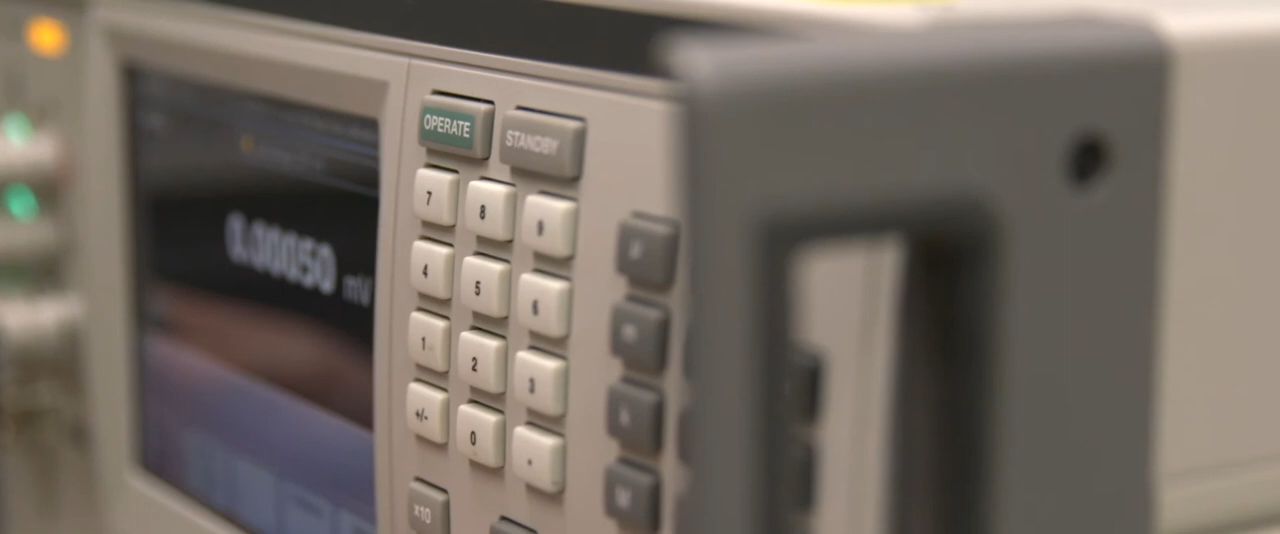 OPERATE STANDBY
7 8 9
4 5 6
1 2 3
+/- 0 .
x10
0.00050 mV